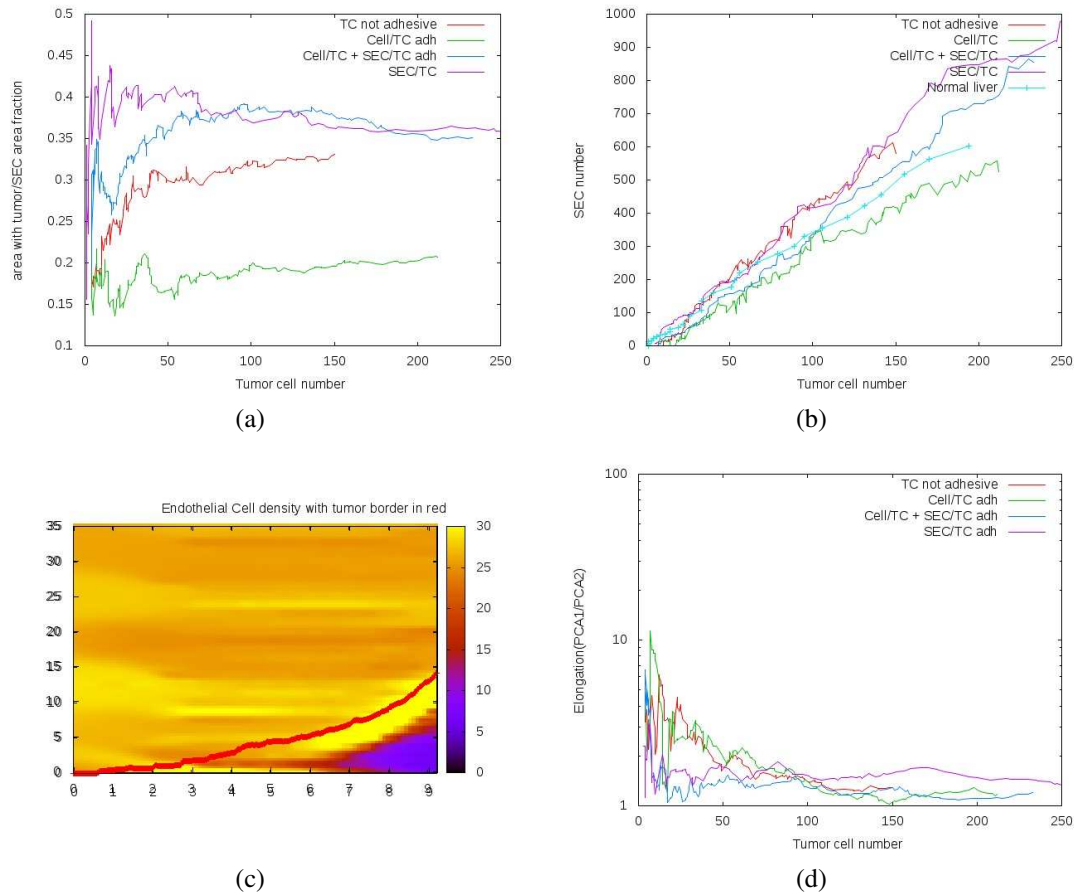 0.5
0.45
0.4
0.35
0.3
0.25
0.2
0.15
0.1
area with tumor/SEC area fraction
TC not adhesive
Cell/TC adh
Cell/TC + SEC/TC adh
SEC/TC
0 50 100 150 200 250
Tumor cell number
(a)
1000
900
800
700
600
500
400
300
200
100
0
SEC number
TC not adhesive
Cell/TC
Cell/TC + SEC/TC
SEC/TC
Normal liver
0 50 100 150 200 250
Tumor cell number
(b)
Endothelial Cell density with tumor border in red
35
30
25
20
15
10
5
0
0 1 2 3 4 5 6 7 8 9
30
25
20
15
10
5
0
(c)
100
10
1
Elongation(PCA1/PCA2)
TC not adhesive
Cell/TC adh
Cell/TC + SEC/TC adh
SEC/TC adh
0 50 100 150 200 250
Tumor cell number
(d)